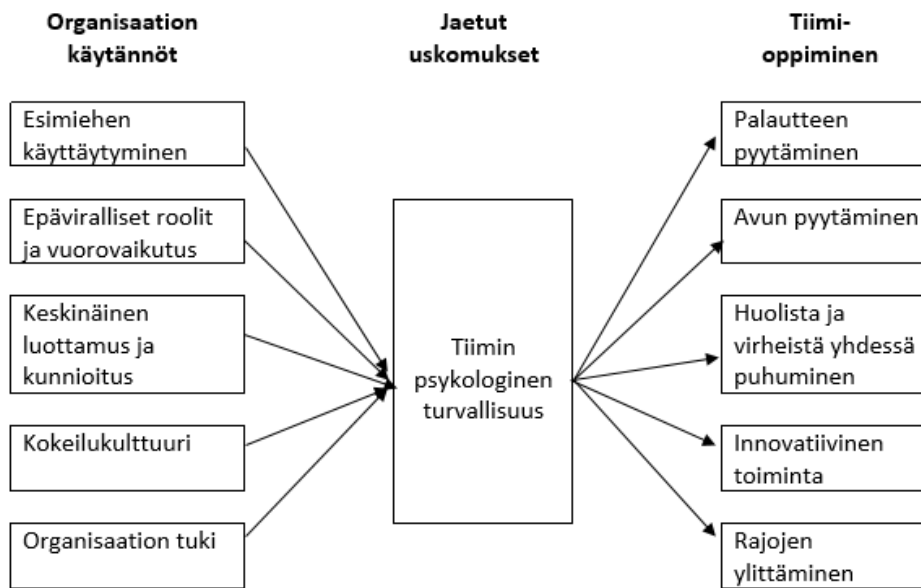 Organisaation
käytännöt
Jaetut
uskomukset
Tiimi-
oppiminen
Esimiehen
käyttäytyminen
Epäviralliset roolit
ja vuorovaikutus
Keskinäinen
luottamus ja
kunnioitus
Kokeilukulttuuri
Organisaation tuki
Tiimin
psykologinen
turvallisuus
Palautteen
pyytäminen
Avun pyytäminen
Huolista ja
virheistä yhdessä
puhuminen
Innovatiivinen
toiminta
Rajojen
ylittäminen